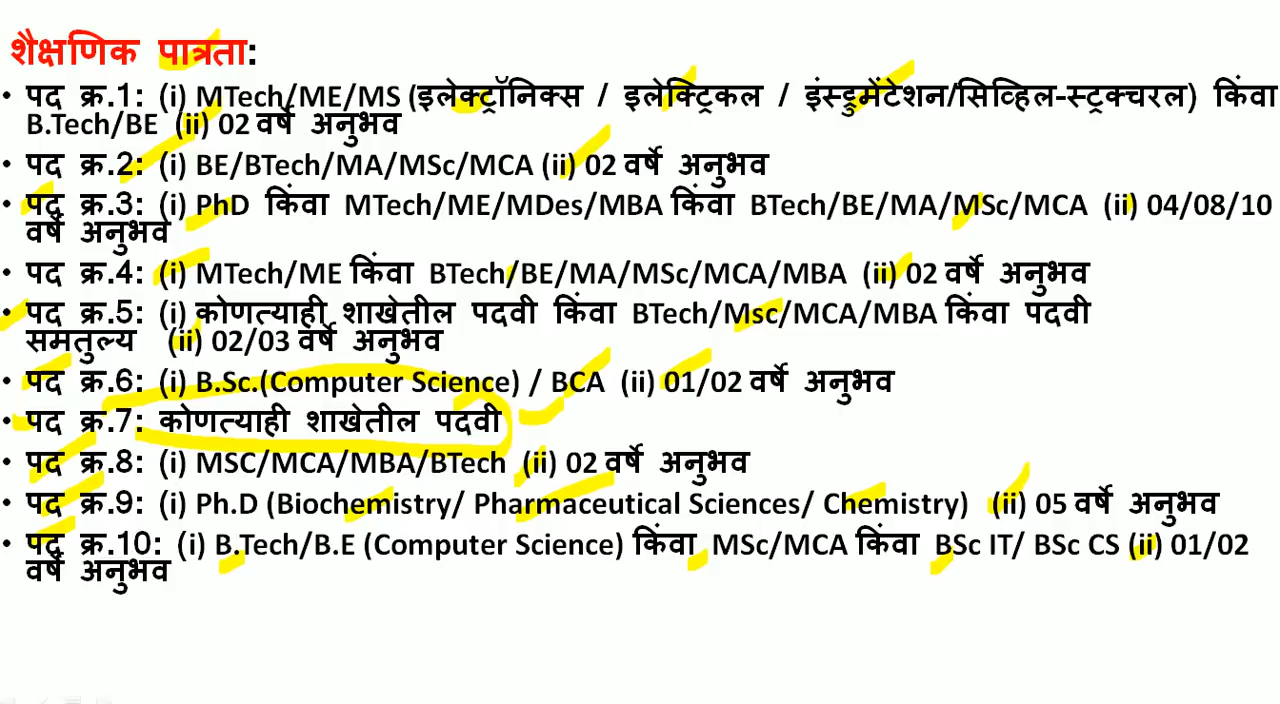 शैक्षणिक पात्रता:
• पद क्र.1: (i) MTech/ME/MS (इलेक्ट्रॉनिक्स / इलेक्ट्रिकल / इंस्ट्रुमेंटेशन/सिव्हिल-स्ट्रक्चरल) किंवा
B.Tech/BE (ii) 02 वर्षे अनुभव
• पद क्र.2: (i) BE/BTech/MA/MSc/MCA (ii) 02 वर्षे अनुभव
• पद क्र.3: (i) PhD किंवा MTech/ME/MDes/MBA किंवा BTech/BE/MA/MSc/MCA (ii) 04/08/10
वर्षे अनुभव
• पद क्र.4: (i) MTech/ME किंवा BTech/BE/MA/MSc/MCA/MBA (ii) 02 वर्षे अनुभव
• पद क्र.5: (i) कोणत्याही शाखेतील पदवी किंवा BTech/Msc/MCA/MBA किंवा पदवी
समतुल्य (ii) 02/03 वर्षे अनुभव
• पद क्र.6: (i) B.Sc.(Computer Science) / BCA (ii) 01/02 वर्षे अनुभव
• पद क्र.7: कोणत्याही शाखेतील पदवी
• पद क्र.8: (i) MSC/MCA/MBA/BTech (ii) 02 वर्षे अनुभव
• पद क्र.9: (i) Ph.D (Biochemistry/ Pharmaceutical Sciences/ Chemistry) (ii) 05 वर्षे अनुभव
• पद क्र.10: (i) B.Tech/B.E (Computer Science) किंवा MSc/MCA किंवा BSc IT/ BSc CS (ii) 01/02
वर्षे अनुभव